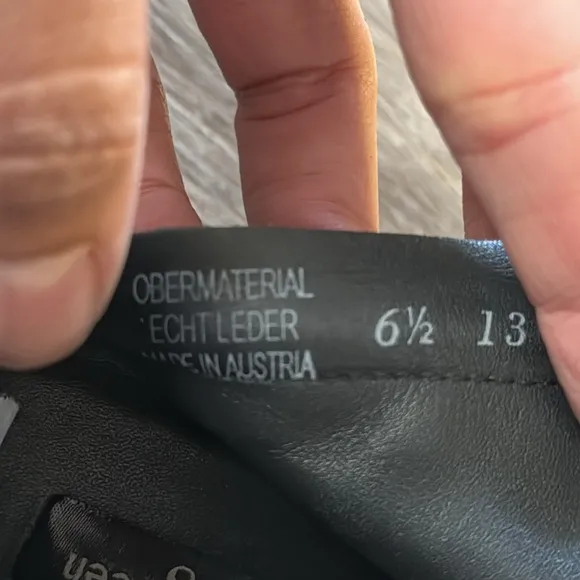 OBERMATERIAL
ECHT LEDER
MADE IN AUSTRIA
6½ 13